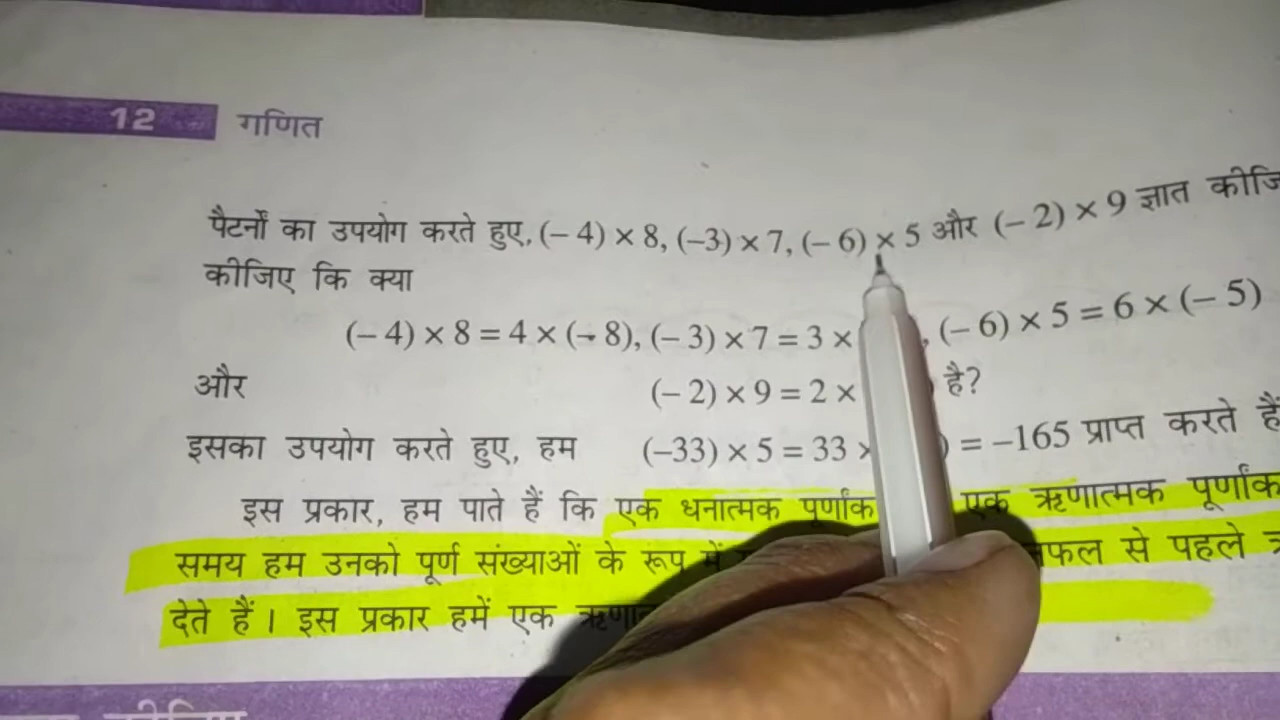 12 गणित
पैटर्नों का उपयोग करते हुए, (– 4) × 8, (–3) × 7, (– 6) × 5 और (– 2) × 9 ज्ञात कीजि
कीजिए कि क्या
(– 4) × 8 = 4 × (– 8), (– 3) × 7 = 3 × , (– 6) × 5 = 6 × (– 5)
और (– 2) × 9 = 2 × है?
इसका उपयोग करते हुए, हम (–33) × 5 = 33 × ) = –165 प्राप्त करते हैं
इस प्रकार, हम पाते हैं कि एक धनात्मक पूर्णांक एक ऋणात्मक पूर्णांक
समय हम उनको पूर्ण संख्याओं के रूप में नफल से पहले
देते हैं। इस प्रकार हमें एक